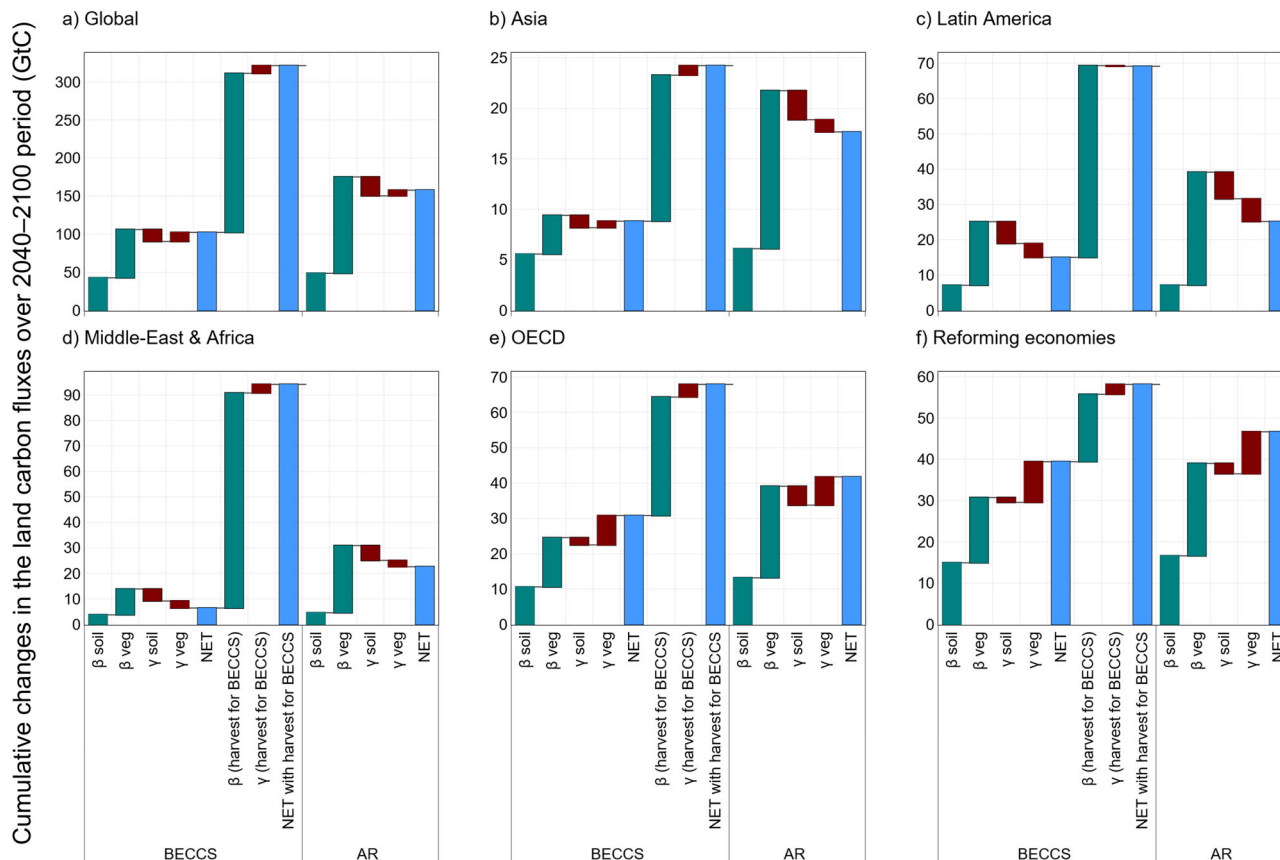 Cumulative changes in the land carbon fluxes over 2040–2100 period (GtC)
a) Global
300
250
200
150
100
50
0
b) Asia
25
20
15
10
5
0
c) Latin America
70
60
50
40
30
20
10
0
d) Middle-East & Africa
90
80
70
60
50
40
30
20
10
0
e) OECD
70
60
50
40
30
20
10
0
f) Reforming economies
60
50
40
30
20
10
0
β soil
β veg
γ soil
γ veg
NET
β (harvest for BECCS)
γ (harvest for BECCS)
NET with harvest for BECCS
β soil
β veg
γ soil
γ veg
NET
BECCS
AR
β soil
β veg
γ soil
γ veg
NET
β (harvest for BECCS)
γ (harvest for BECCS)
NET with harvest for BECCS
β soil
β veg
γ soil
γ veg
NET
BECCS
AR
β soil
β veg
γ soil
γ veg
NET
β (harvest for BECCS)
γ (harvest for BECCS)
NET with harvest for BECCS
β soil
β veg
γ soil
γ veg
NET
BECCS
AR